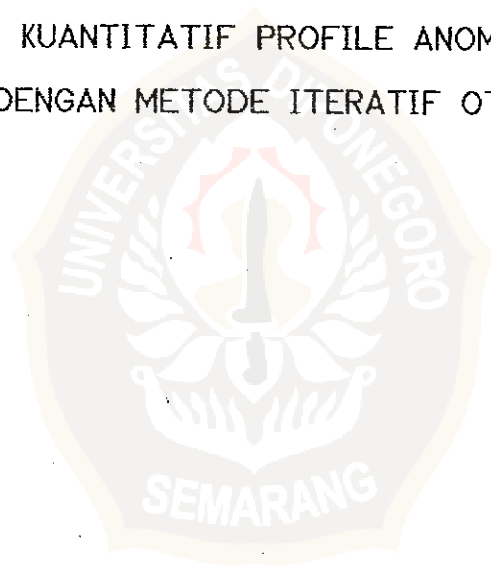 KUANTITATIF PROFILE ANOM
DENGAN METODE ITERATIF OT
UNIVERSITAS DIPONEGORO
SEMARANG